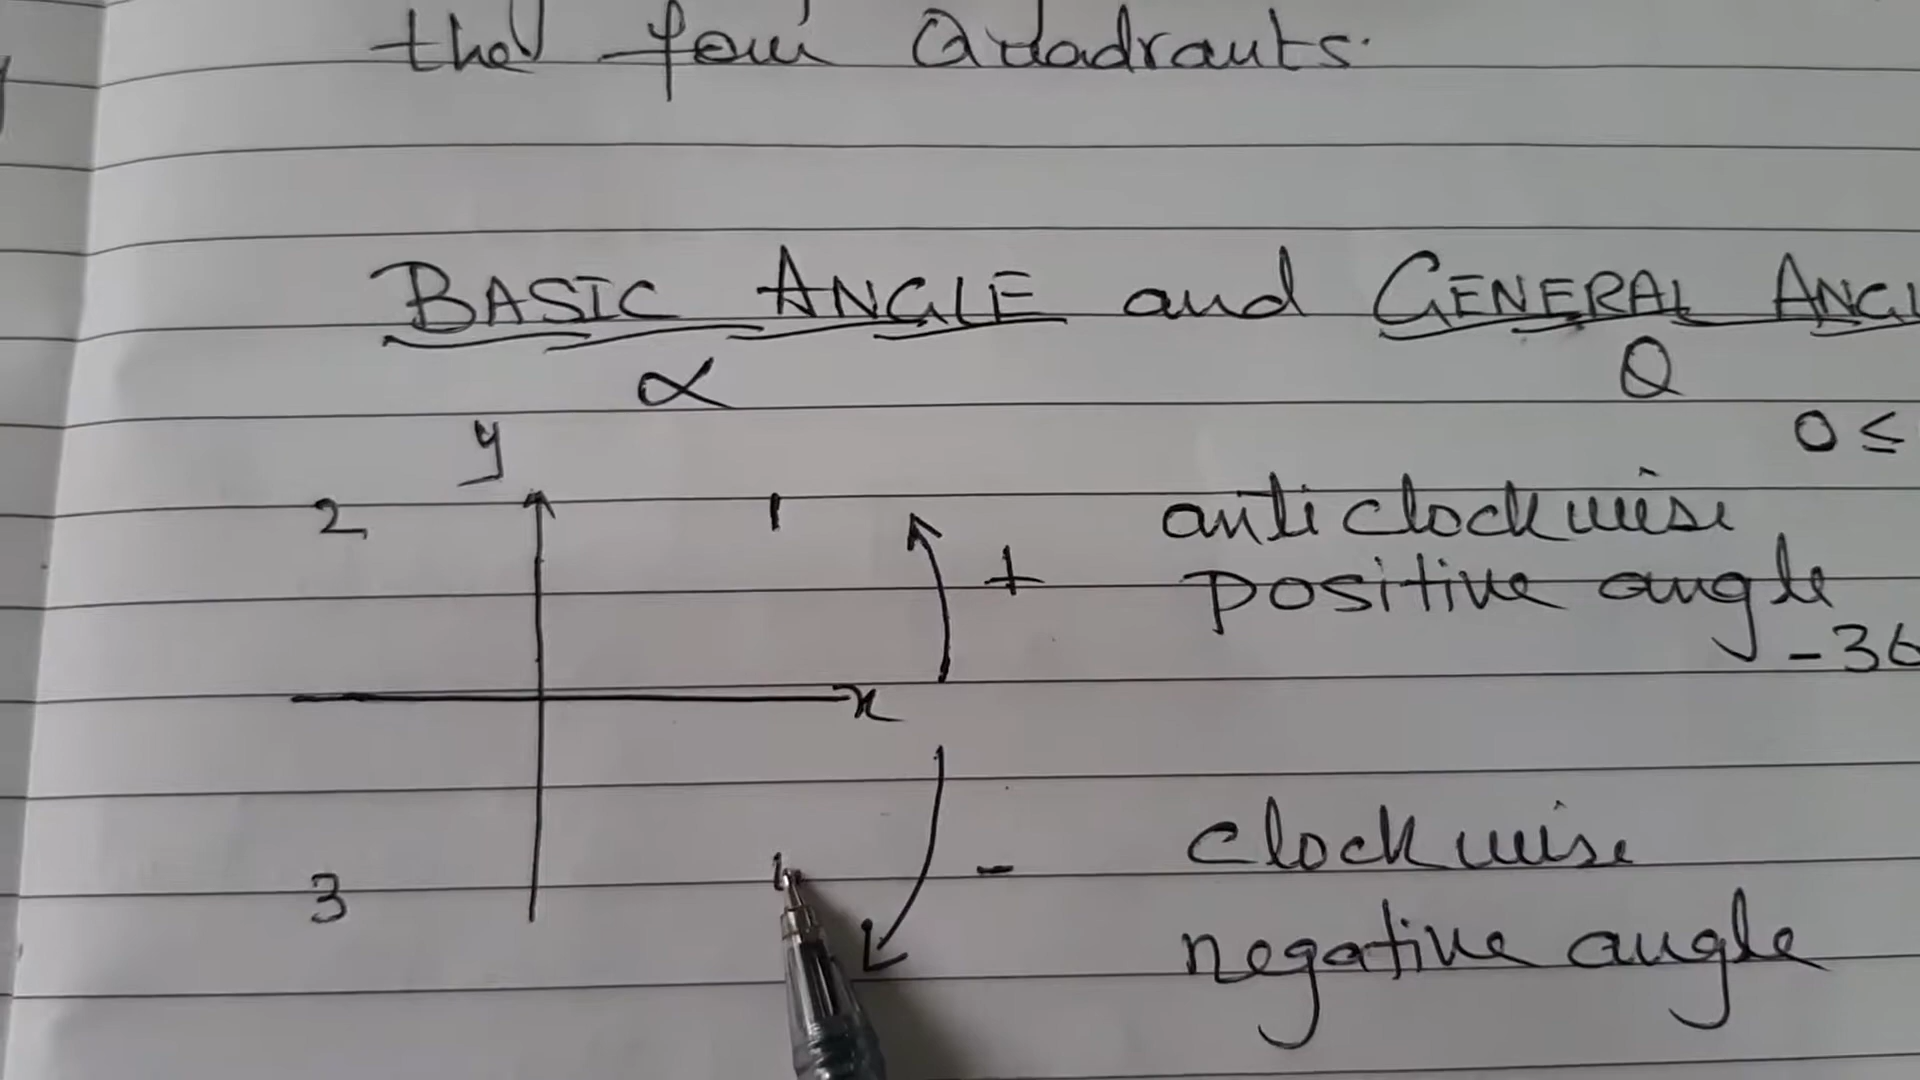 the four Quadrants.
BASIC ANGLE and GENERAL ANGL
α θ
0 ≤
y
2 1
anticlockwise
+ positive angle
-36
x
clockwise
3 -
negative angle